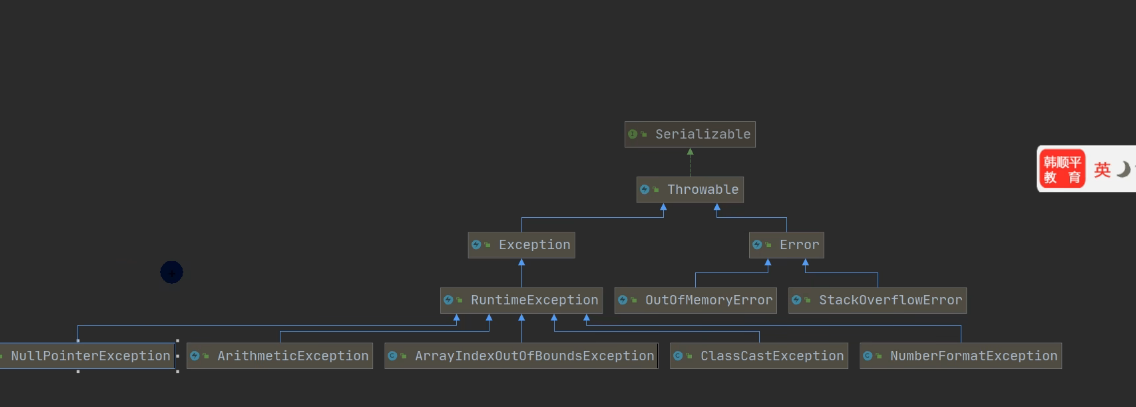 Serializable
韩顺平
教 育
英
Throwable
Exception
Error
RuntimeException
OutOfMemoryError
StackOverflowError
NullPointerException
ArithmeticException
ArrayIndexOutOfBoundsException
ClassCastException
NumberFormatException